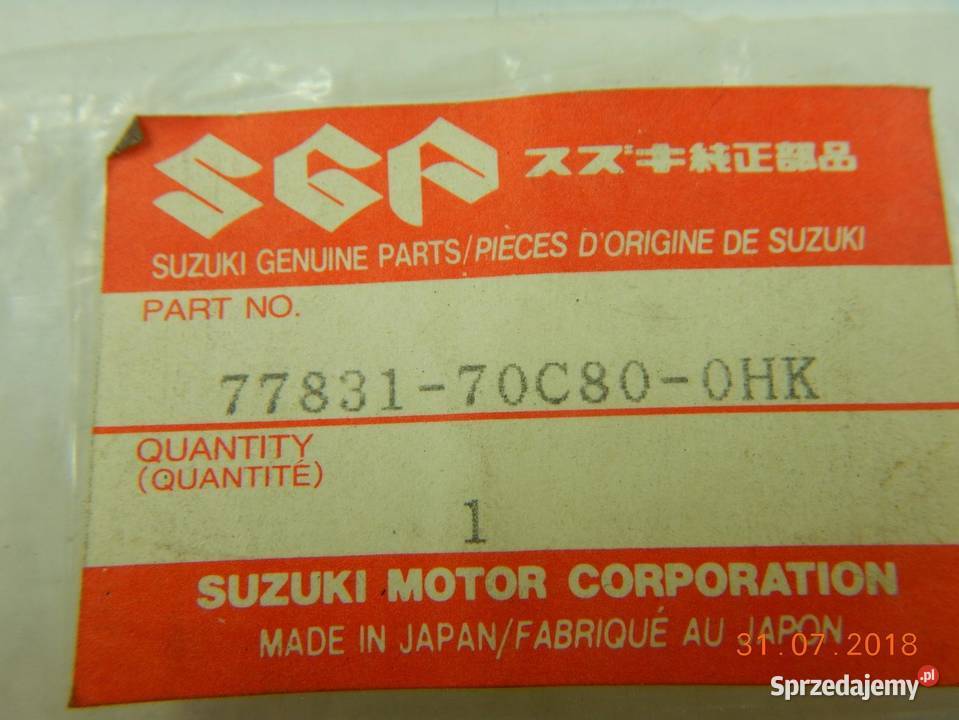 SGP スズキ純正部品
SUZUKI GENUINE PARTS/PIECES D'ORIGINE DE SUZUKI
PART NO.
77831-70C80-0HK
QUANTITY
(QUANTITÉ)
1
SUZUKI MOTOR CORPORATION
MADE IN JAPAN/FABRIQUÉ AU JAPON
31.07.2018
Sprzedajemy.pl